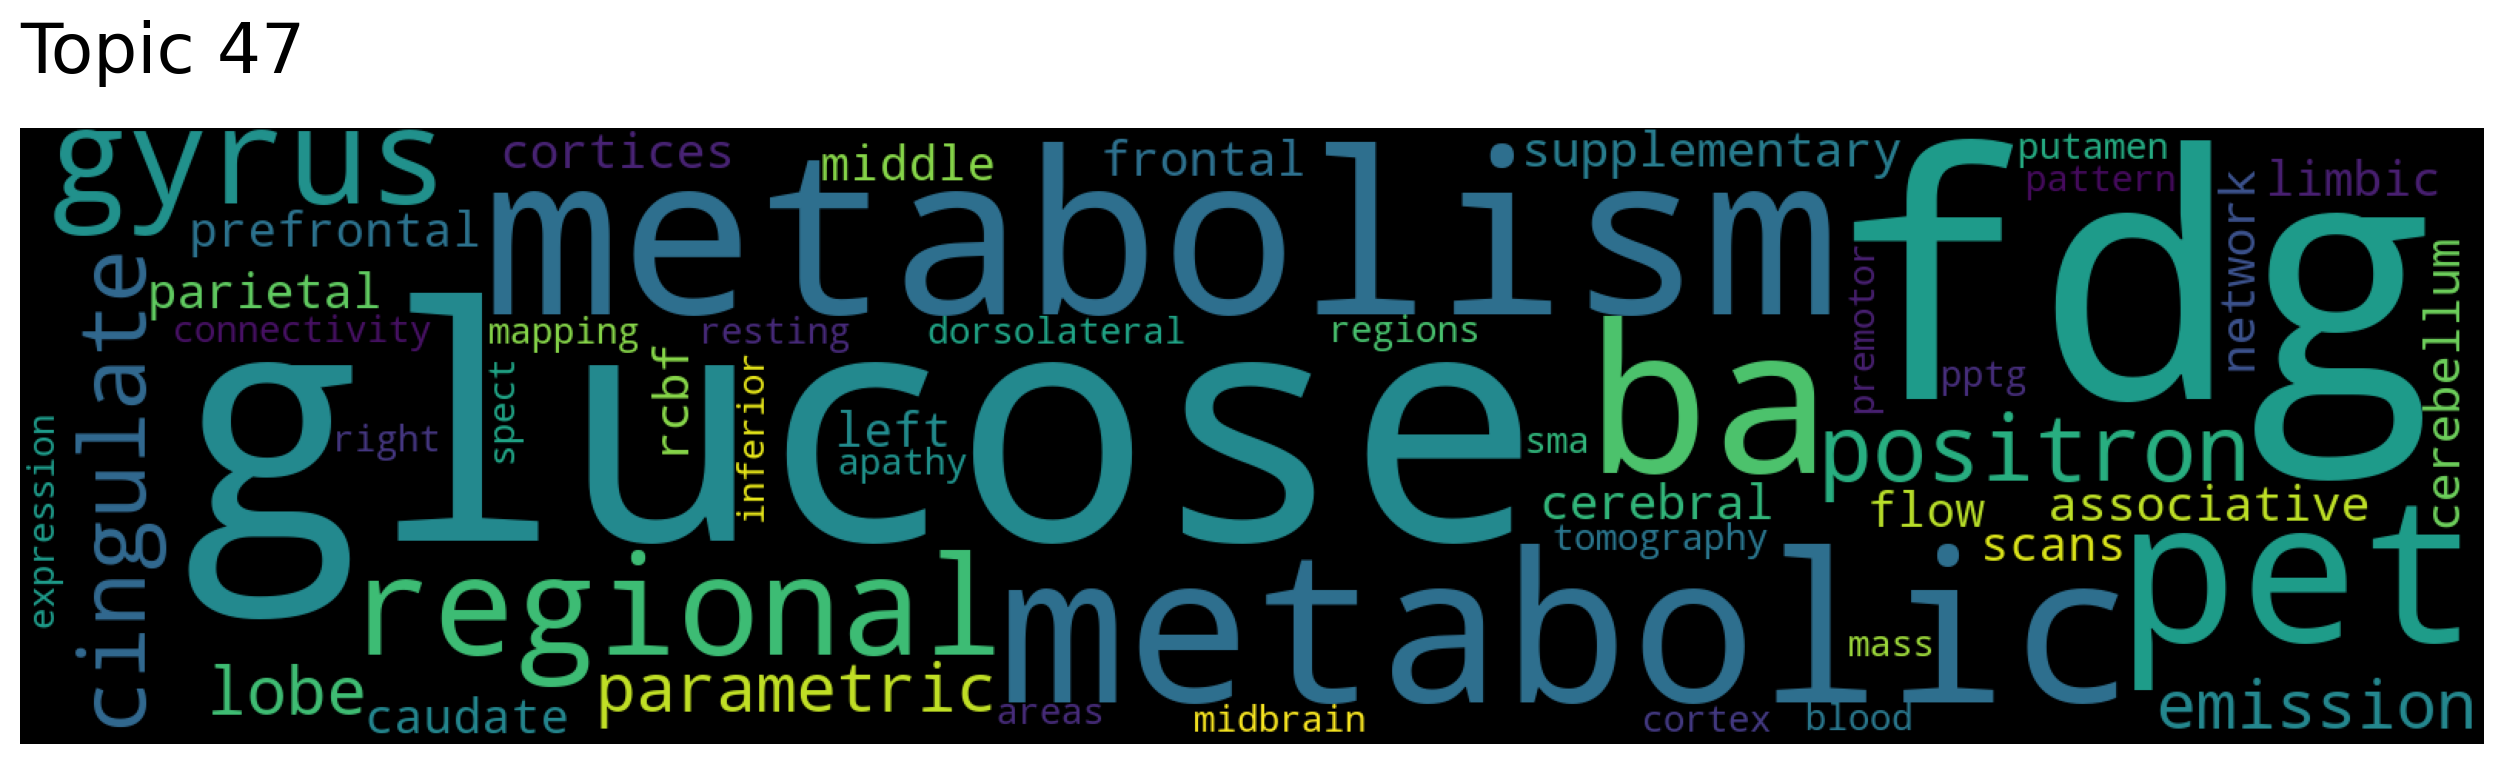 Topic 47
gyrus
cortices
middle
frontal
supplementary
putamen
pattern
limbic
network
prefrontal
metabolism
fdg
parietal
connectivity
mapping
resting
dorsolateral
regions
premotor
pptg
cerebellum
cingulate
glucose
ba
right
spect
rcbf
inferior
left
apathy
sma
positron
expression
cerebral
flow
associative
tomography
scans
pet
regional
metabolic
mass
lobe
caudate
parametric
areas
midbrain
cortex
blood
emission